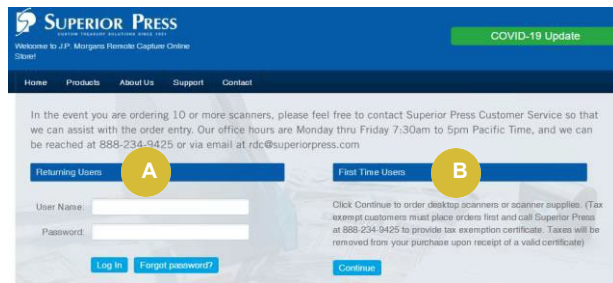 SUPERIOR PRESS
CUSTOM TREASURY SOLUTIONS SINCE 1931
Welcome to J.P. Morgans Remote Capture Online
Store!
COVID-19 Update
Home Products About Us Support Contact
In the event you are ordering 10 or more scanners, please feel free to contact Superior Press Customer Service so that
we can assist with the order entry. Our office hours are Monday thru Friday 7:30am to 5pm Pacific Time, and we can
be reached at 888-234-9425 or via email at rdc@superiorpress.com
Returning Users A
User Name:
Password:
Log In Forgot password?
First Time Users B
Click Continue to order desktop scanners or scanner supplies. (Tax
exempt customers must place orders first and call Superior Press
at 888-234-9425 to provide tax exemption certificate. Taxes will be
removed from your purchase upon receipt of a valid certificate)
Continue